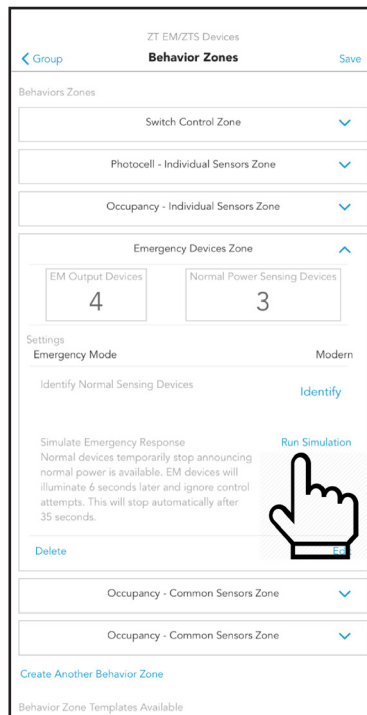 ZT EM/ZTS Devices
Group
Behavior Zones
Save
Behaviors Zones
Switch Control Zone
Photocell - Individual Sensors Zone
Occupancy - Individual Sensors Zone
Emergency Devices Zone
EM Output Devices
Normal Power Sensing Devices
4
3
Settings
Emergency Mode
Modern
Identify Normal Sensing Devices
Identify
Simulate Emergency Response
Run Simulation
Normal devices temporarily stop announcing
normal power is available. EM devices will
illuminate 6 seconds later and ignore control
attempts. This will stop automatically after
35 seconds.
Delete
Occupancy - Common Sensors Zone
Occupancy - Common Sensors Zone
Create Another Behavior Zone
Behavior Zone Templates Available